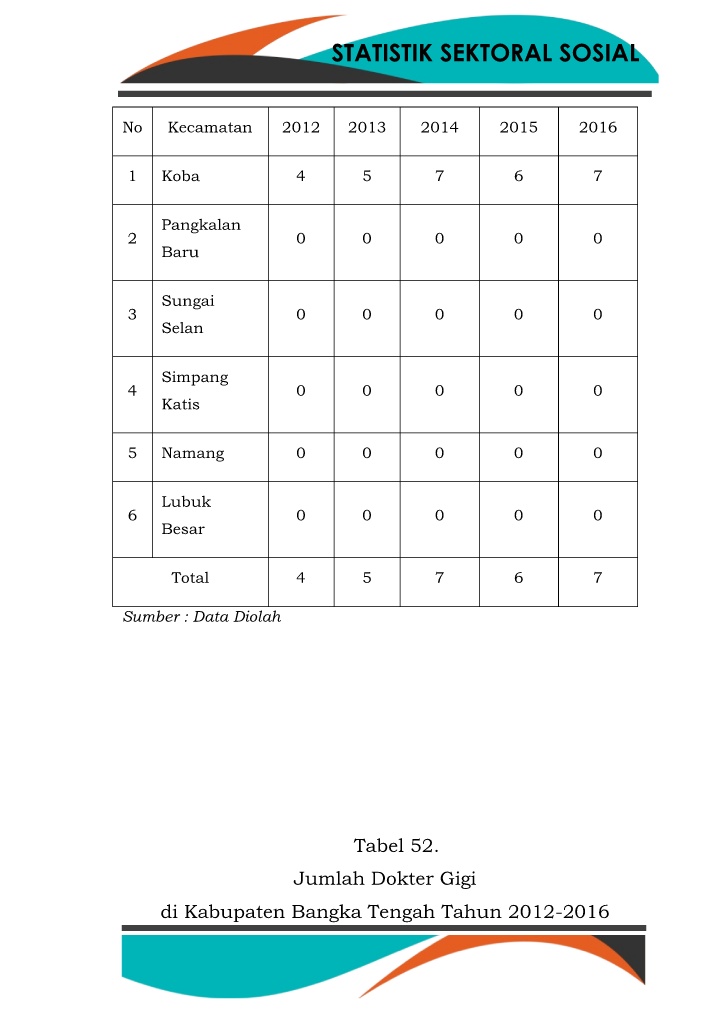 STATISTIK SEKTORAL SOSIAL
No Kecamatan 2012 2013 2014 2015 2016
1 Koba 4 5 7 6 7
2 Pangkalan Baru 0 0 0 0 0
3 Sungai Selan 0 0 0 0 0
4 Simpang Katis 0 0 0 0 0
5 Namang 0 0 0 0 0
6 Lubuk Besar 0 0 0 0 0
Total 4 5 7 6 7
Sumber : Data Diolah
Tabel 52.
Jumlah Dokter Gigi
di Kabupaten Bangka Tengah Tahun 2012-2016